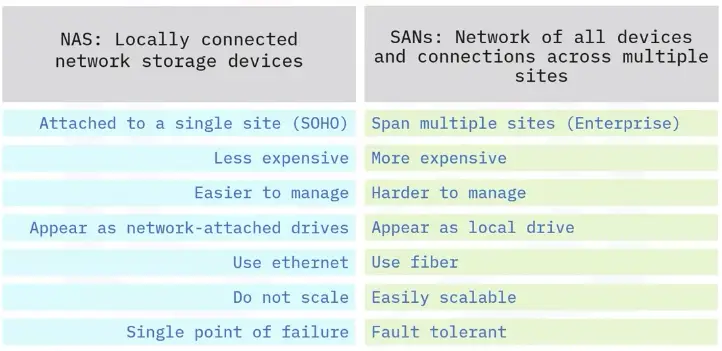 NAS: Locally connected
network storage devices
SANs: Network of all devices
and connections across multiple
sites
Attached to a single site (SOHO)
Span multiple sites (Enterprise)
Less expensive
More expensive
Easier to manage
Harder to manage
Appear as network-attached drives
Appear as local drive
Use ethernet
Use fiber
Do not scale
Easily scalable
Single point of failure
Fault tolerant